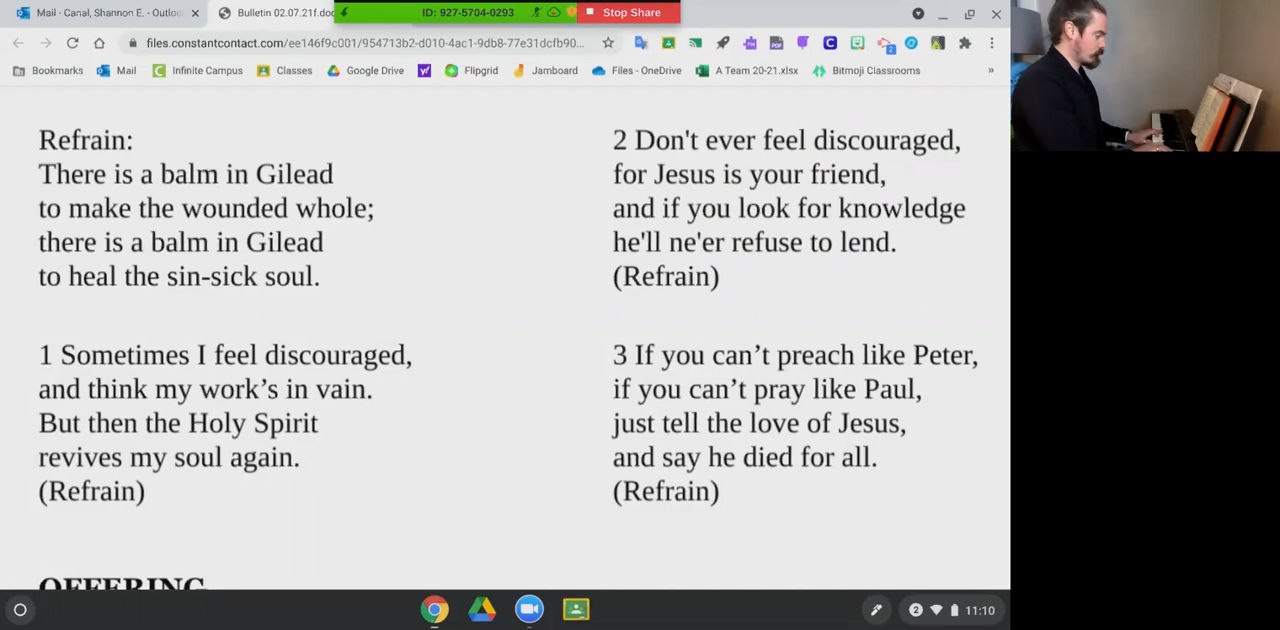 Mail - Canal, Shannon E. - Outloo
Bulletin 02.07.21f.doc
ID: 927-5704-0293
Stop Share
files.constantcontact.com/ee146f9c001/954713b2-d010-4ac1-9db8-77e31dcfb90...
Bookmarks
Mail
Infinite Campus
Classes
Google Drive
Flipgrid
Jamboard
Files - OneDrive
A Team 20-21.xlsx
Bitmoji Classrooms
»
Refrain:
There is a balm in Gilead
to make the wounded whole;
there is a balm in Gilead
to heal the sin-sick soul.
1 Sometimes I feel discouraged,
and think my work’s in vain.
But then the Holy Spirit
revives my soul again.
(Refrain)
2 Don't ever feel discouraged,
for Jesus is your friend,
and if you look for knowledge
he'll ne'er refuse to lend.
(Refrain)
3 If you can’t preach like Peter,
if you can’t pray like Paul,
just tell the love of Jesus,
and say he died for all.
(Refrain)
OFFERING
2
11:10